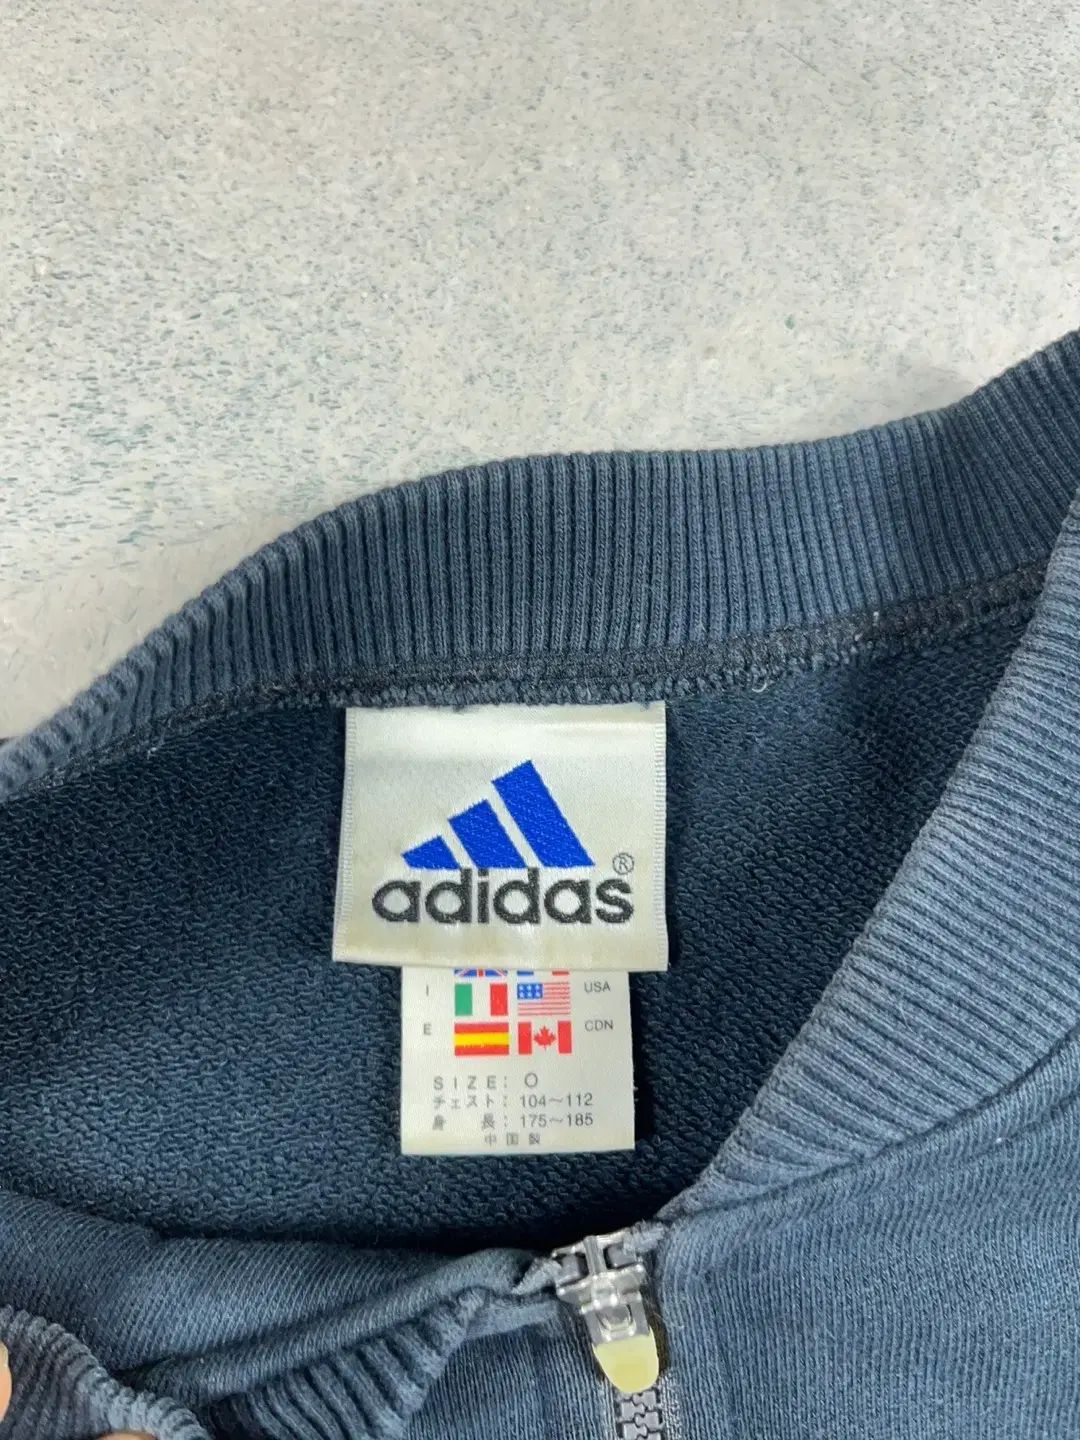 adidas®
I USA
E CDN
SIZE: O
チェスト: 104～112
身長: 175～185
中国製